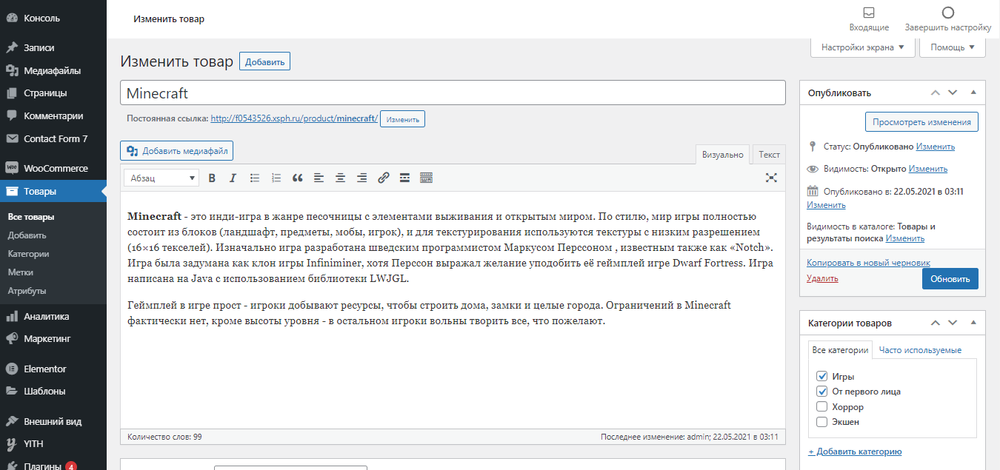 Консоль
Записи
Медиафайлы
Страницы
Комментарии
Contact Form 7
WooCommerce
Товары
Все товары
Добавить
Категории
Метки
Атрибуты
Аналитика
Маркетинг
Elementor
Шаблоны
Внешний вид
YITH
Плагины 4
Изменить товар
Входящие
Завершить настройку
Настройки экрана
Помощь
Изменить товар
Добавить
Minecraft
Постоянная ссылка: http://f0543526.xsph.ru/product/minecraft/ Изменить
Добавить медиафайл
Визуально
Текст
Абзац
B I
Minecraft - это инди-игра в жанре песочницы с элементами выживания и открытым миром. По стилю, мир игры полностью
состоит из блоков (ландшафт, предметы, мобы, игрок), и для текстурирования используются текстуры с низким разрешением
(16×16 текселей). Изначально игра разработана шведским программистом Маркусом Перссоном , известным также как «Notch».
Игра была задумана как клон игры Infiniminer, хотя Перссон выражал желание уподобить её геймплей игре Dwarf Fortress. Игра
написана на Java с использованием библиотеки LWJGL.
Геймплей в игре прост - игроки добывают ресурсы, чтобы строить дома, замки и целые города. Ограничений в Minecraft
фактически нет, кроме высоты уровня - в остальном игроки вольны творить все, что пожелают.
Количество слов: 99
Последнее изменение: admin; 22.05.2021 в 03:11
Опубликовать
Просмотреть изменения
Статус: Опубликовано Изменить
Видимость: Открыто Изменить
Опубликовано в: 22.05.2021 в 03:11
Изменить
Видимость в каталоге: Товары и
результаты поиска Изменить
Копировать в новый черновик
Удалить
Обновить
Категории товаров
Все категории
Часто используемые
Игры
От первого лица
Хоррор
Экшен
+ Добавить категорию